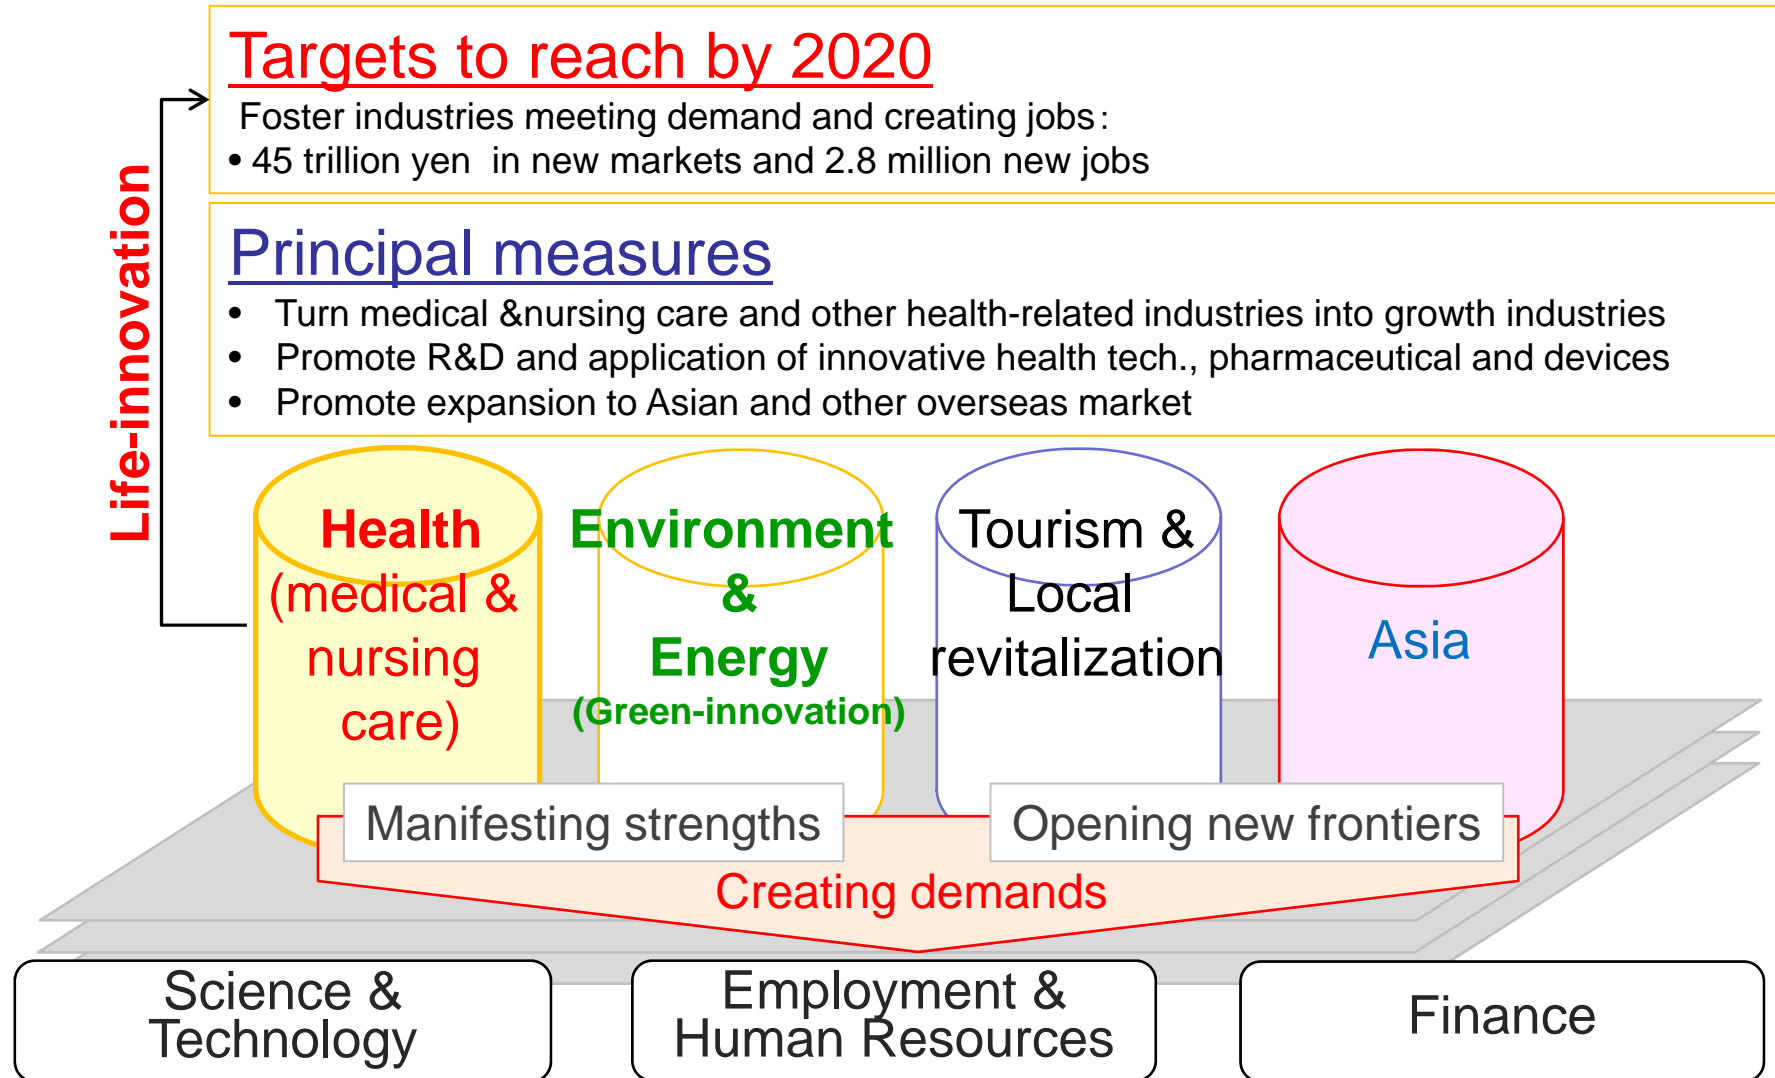 Targets to reach by 2020
Foster industries meeting demand and creating jobs:
• 45 trillion yen in new markets and 2.8 million new jobs
Life-innovation
Principal measures
• Turn medical &nursing care and other health-related industries into growth industries
• Promote R&D and application of innovative health tech., pharmaceutical and devices
• Promote expansion to Asian and other overseas market
Health
(medical &
nursing
care)
Environment
&
Energy
(Green-innovation)
Tourism &
Local
revitalization
Asia
Manifesting strengths
Opening new frontiers
Creating demands
Science &
Technology
Employment &
Human Resources
Finance